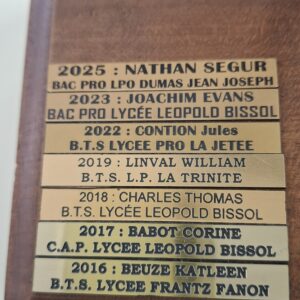 2025 : NATHAN SEGUR
BAC PRO LPO DUMAS JEAN JOSEPH
2023 : JOACHIM EVANS
BAC PRO LYCÉE LEOPOLD BISSOL
2022 : CONTION Jules
B.T.S LYCEE PRO LA JETEE
2019 : LINVAL WILLIAM
B.T.S. L.P. LA TRINITE
2018 : CHARLES THOMAS
B.T.S. LYCÉE LEOPOLD BISSOL
2017 : BABOT CORINE
C.A.P. LYCEE LEOPOLD BISSOL
2016 : BEUZE KATLEEN
B.T.S. LYCEE FRANTZ FANON